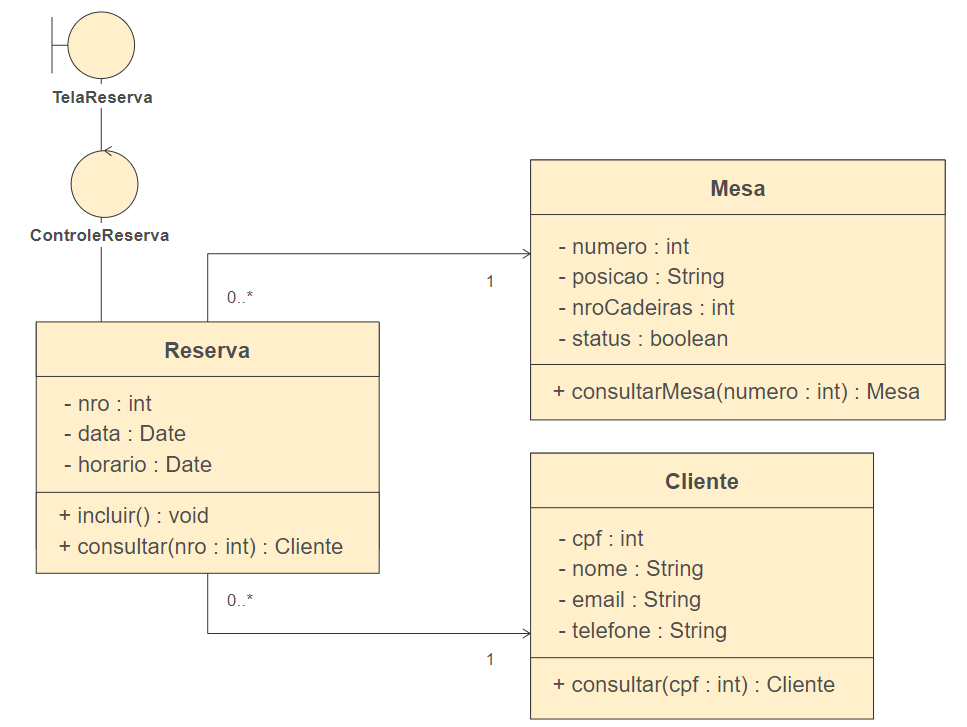 TelaReserva
ControleReserva
Reserva
- nro : int
- data : Date
- horario : Date
+ incluir() : void
+ consultar(nro : int) : Cliente
0..*
1
Mesa
- numero : int
- posicao : String
- nroCadeiras : int
- status : boolean
+ consultarMesa(numero : int) : Mesa
0..*
1
Cliente
- cpf : int
- nome : String
- email : String
- telefone : String
+ consultar(cpf : int) : Cliente